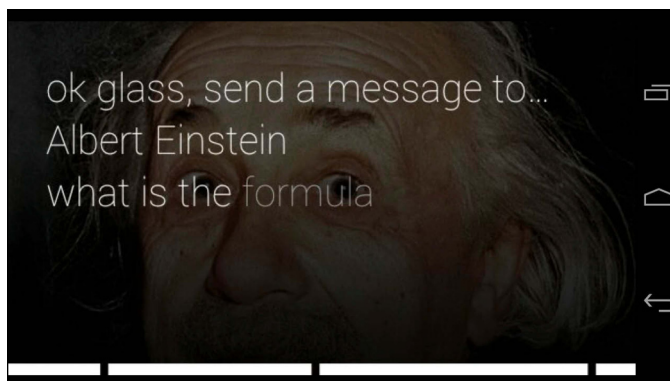 ok glass, send a message to...
Albert Einstein
what is the formula